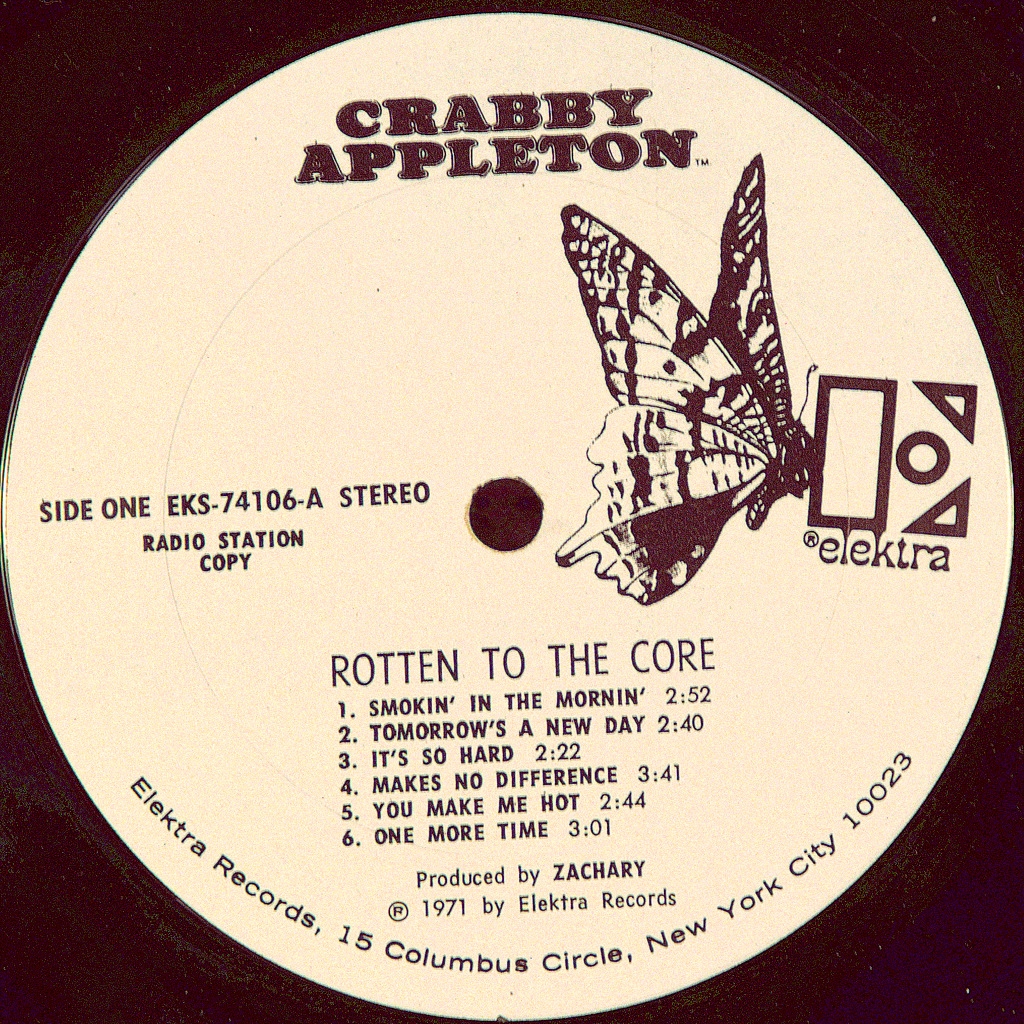 CRABBY
APPLETON™
SIDE ONE EKS-74106-A STEREO
RADIO STATION
COPY
®elektra
ROTTEN TO THE CORE
1. SMOKIN' IN THE MORNIN' 2:52
2. TOMORROW'S A NEW DAY 2:40
3. IT'S SO HARD 2:22
4. MAKES NO DIFFERENCE 3:41
5. YOU MAKE ME HOT 2:44
6. ONE MORE TIME 3:01
Produced by ZACHARY
® 1971 by Elektra Records
Elektra Records, 15 Columbus Circle, New York City 10023